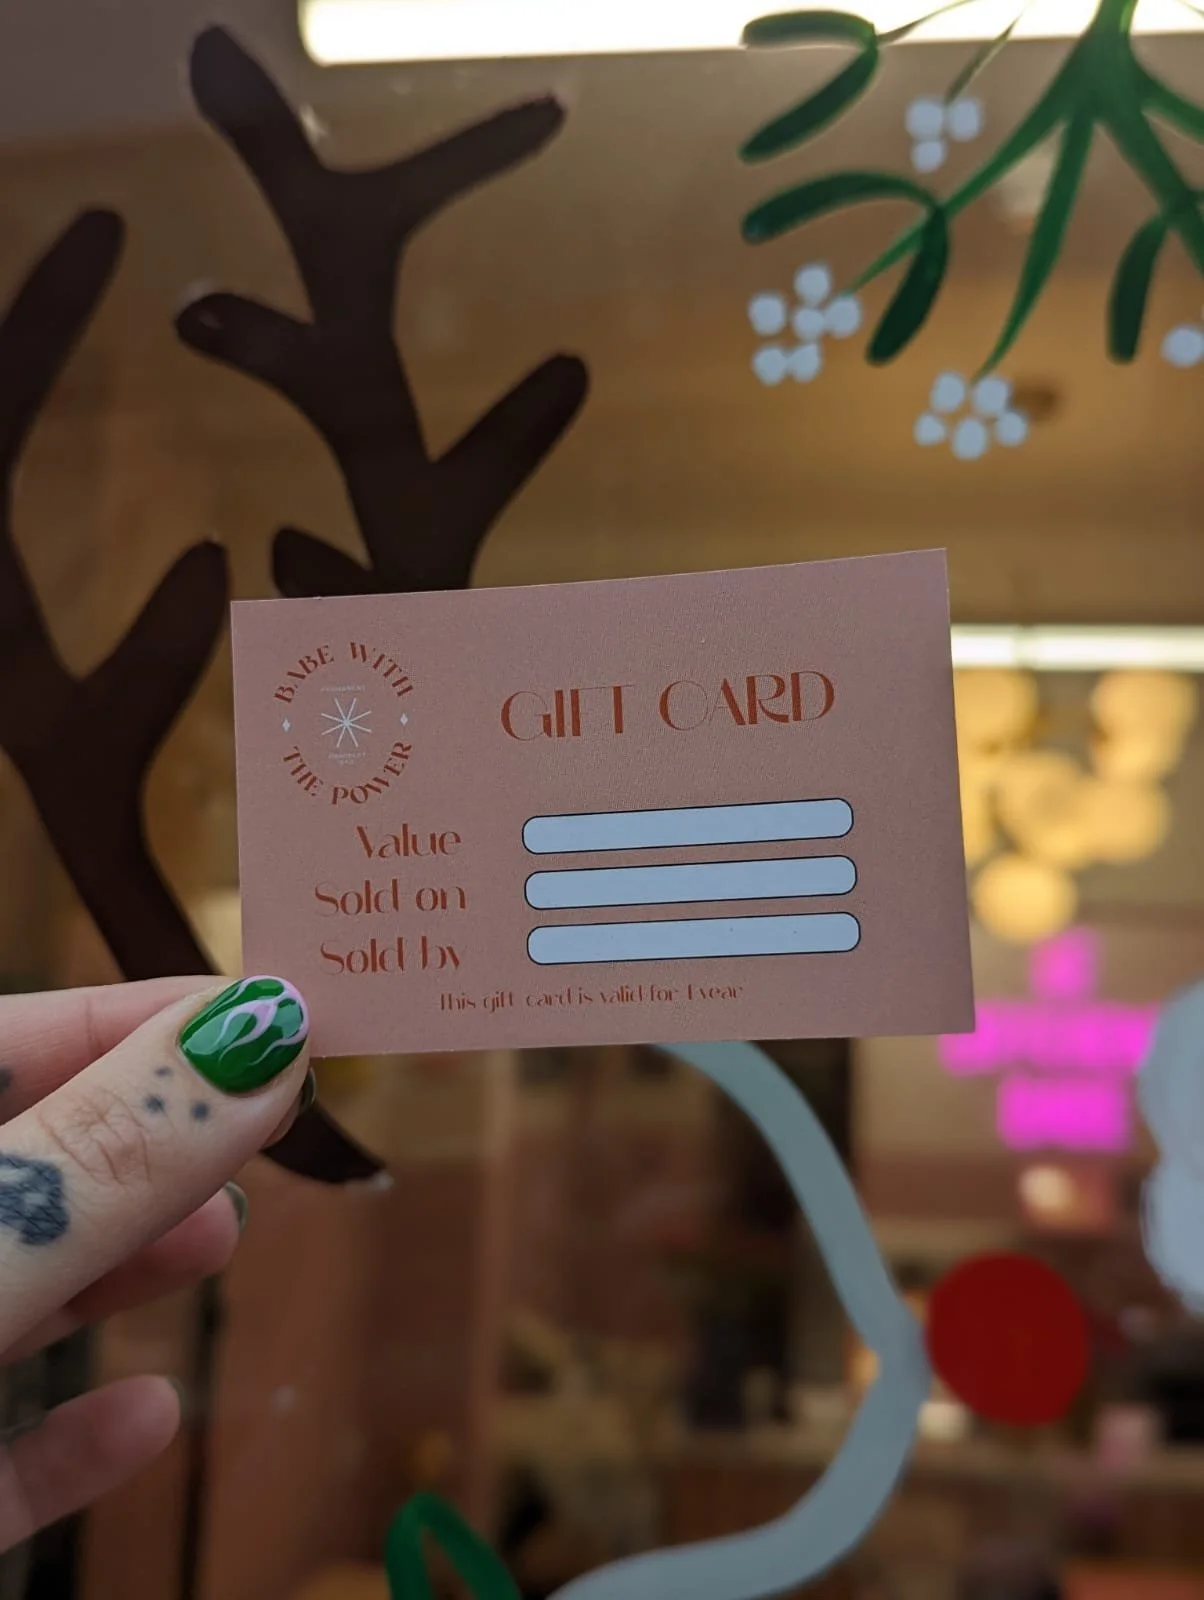 BABE WITH
THE POWER
PERMANENT
GIFT CARD
Value
Sold on
Sold by
This gift card is valid for 1 year